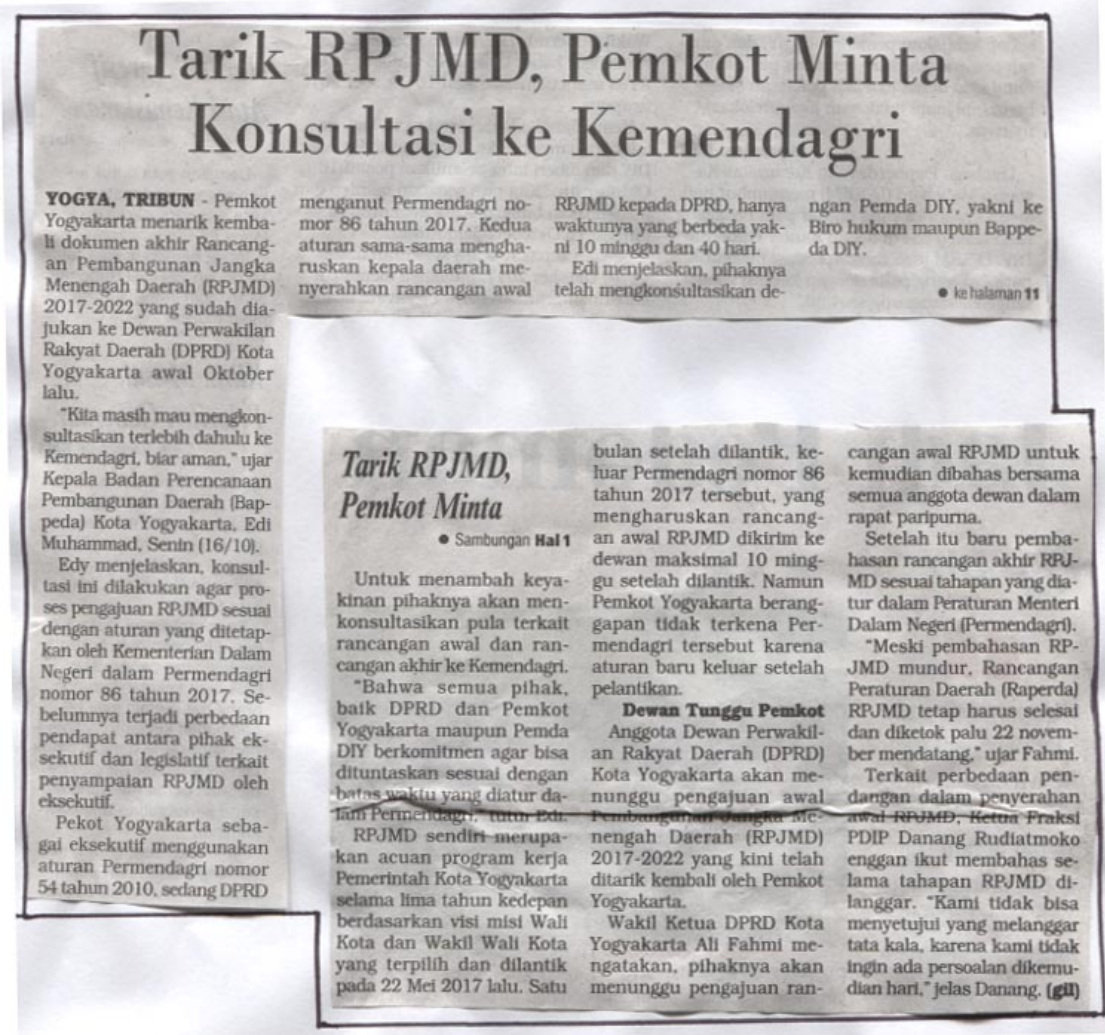 Tarik RPJMD, Pemkot Minta
Konsultasi ke Kemendagri
YOGYA, TRIBUN - Pemkot
Yogyakarta menarik kemba-
li dokumen akhir Rancang-
an Pembangunan Jangka
Menengah Daerah (RPJMD)
2017-2022 yang sudah dia-
jukan ke Dewan Perwakilan
Rakyat Daerah (DPRD) Kota
Yogyakarta awal Oktober
lalu.
"Kita masih mau mengkon-
sultasikan terlebih dahulu ke
Kemendagri, biar aman," ujar
Kepala Badan Perencanaan
Pembangunan Daerah (Bap-
peda) Kota Yogyakarta, Edi
Muhammad, Senin (16/10).
Edy menjelaskan, konsul-
tasi ini dilakukan agar pro-
ses pengajuan RPJMD sesuai
dengan aturan yang ditetap-
kan oleh Kementerian Dalam
Negeri dalam Permendagri
nomor 86 tahun 2017. Se-
belumnya terjadi perbedaan
pendapat antara pihak ek-
sekutif dan legislatif terkait
penyampaian RPJMD oleh
eksekutif.
Pekot Yogyakarta seba-
gai eksekutif menggunakan
aturan Permendagri nomor
54 tahun 2010, sedang DPRD
menganut Permendagri no-
mor 86 tahun 2017. Kedua
aturan sama-sama mengha-
ruskan kepala daerah me-
nyerahkan rancangan awal
RPJMD kepada DPRD, hanya
waktunya yang berbeda yak-
ni 10 minggu dan 40 hari.
Edi menjelaskan, pihaknya
telah mengkonsultasikan de-
ngan Pemda DIY, yakni ke
Biro hukum maupun Bappe-
da DIY.
● ke halaman 11
Tarik RPJMD,
Pemkot Minta
● Sambungan Hal 1
Untuk menambah keya-
kinan pihaknya akan men-
konsultasikan pula terkait
rancangan awal dan ran-
cangan akhir ke Kemendagri.
"Bahwa semua pihak,
baik DPRD dan Pemkot
Yogyakarta maupun Pemda
DIY berkomitmen agar bisa
dituntaskan sesuai dengan
batas waktu yang diatur da-
lam Permendagri," tutur Edi.
RPJMD sendiri merupa-
kan acuan program kerja
Pemerintah Kota Yogyakarta
selama lima tahun kedepan
berdasarkan visi misi Wali
Kota dan Wakil Wali Kota
yang terpilih dan dilantik
pada 22 Mei 2017 lalu. Satu
bulan setelah dilantik, ke-
luar Permendagri nomor 86
tahun 2017 tersebut, yang
mengharuskan rancang-
an awal RPJMD dikirim ke
dewan maksimal 10 ming-
gu setelah dilantik. Namun
Pemkot Yogyakarta berang-
gapan tidak terkena Per-
mendagri tersebut karena
aturan baru keluar setelah
pelantikan.
Dewan Tunggu Pemkot
Anggota Dewan Perwakil-
an Rakyat Daerah (DPRD)
Kota Yogyakarta akan me-
nunggu pengajuan awal
Pembangunan Jangka Me-
nengah Daerah (RPJMD)
2017-2022 yang kini telah
ditarik kembali oleh Pemkot
Yogyakarta.
Wakil Ketua DPRD Kota
Yogyakarta Ali Fahmi me-
ngatakan, pihaknya akan
menunggu pengajuan ran-
cangan awal RPJMD untuk
kemudian dibahas bersama
semua anggota dewan dalam
rapat paripurna.
Setelah itu baru pemba-
hasan rancangan akhir RPJ-
MD sesuai tahapan yang dia-
tur dalam Peraturan Menteri
Dalam Negeri (Permendagri).
"Meski pembahasan RP-
JMD mundur, Rancangan
Peraturan Daerah (Raperda)
RPJMD tetap harus selesai
dan diketok palu 22 novem-
ber mendatang," ujar Fahmi.
Terkait perbedaan pen-
dangan dalam penyerahan
awal RPJMD, Ketua Fraksi
PDIP Danang Rudiatmoko
enggan ikut membahas se-
lama tahapan RPJMD di-
langgar. "Kami tidak bisa
menyetujui yang melanggar
tata kala, karena kami tidak
ingin ada persoalan dikemu-
dian hari," jelas Danang. (gil)